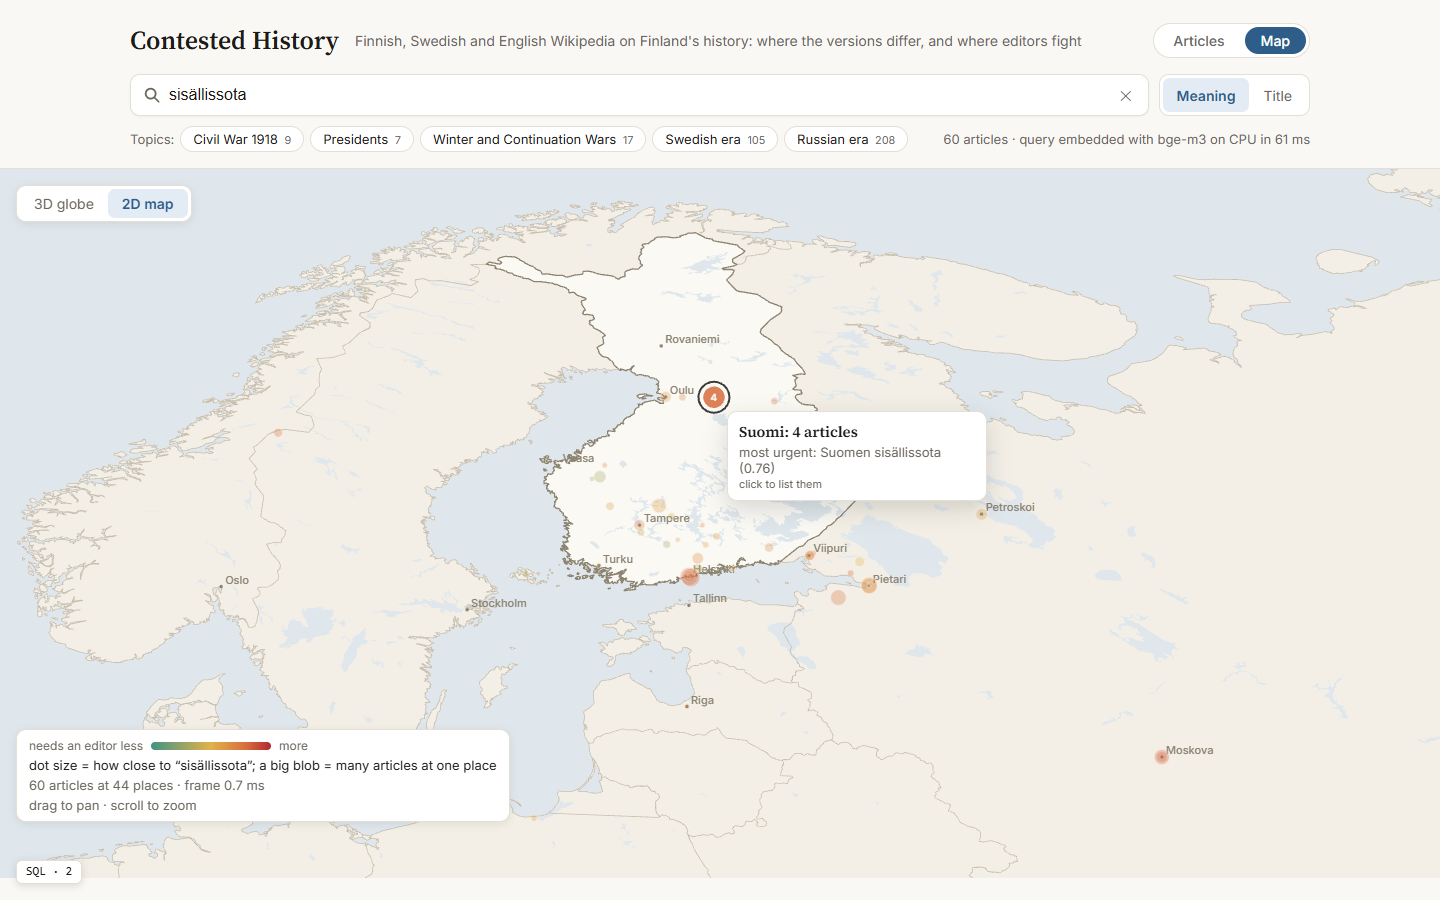 Contested History
Finnish, Swedish and English Wikipedia on Finland's history: where the versions differ, and where editors fight
Articles
Map
sisällissota
Meaning
Title
Topics:
Civil War 1918 9
Presidents 7
Winter and Continuation Wars 17
Swedish era 105
Russian era 208
60 articles · query embedded with bge-m3 on CPU in 61 ms
3D globe
2D map
Rovaniemi
Oulu
4
Suomi: 4 articles
most urgent: Suomen sisällissota
(0.76)
click to list them
Vaasa
Petroskoi
Tampere
Viipuri
Turku
Helsinki
Pietari
Oslo
Stockholm
Tallinn
Riga
Moskova
needs an editor less
more
dot size = how close to “sisällissota”; a big blob = many articles at one place
60 articles at 44 places · frame 0.7 ms
drag to pan · scroll to zoom
SQL · 2